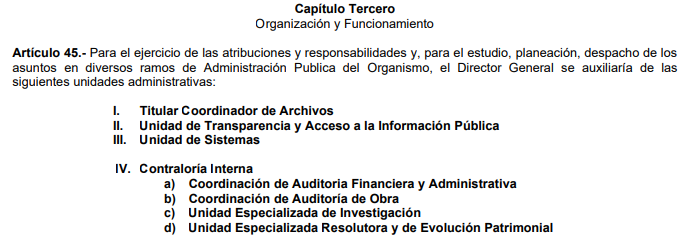 Capítulo Tercero
Organización y Funcionamiento
Artículo 45.- Para el ejercicio de las atribuciones y responsabilidades y, para el estudio, planeación, despacho de los
asuntos en diversos ramos de Administración Publica del Organismo, el Director General se auxiliaría de las
siguientes unidades administrativas:
I. Titular Coordinador de Archivos
II. Unidad de Transparencia y Acceso a la Información Pública
III. Unidad de Sistemas
IV. Contraloría Interna
a) Coordinación de Auditoria Financiera y Administrativa
b) Coordinación de Auditoría de Obra
c) Unidad Especializada de Investigación
d) Unidad Especializada Resolutora y de Evolución Patrimonial